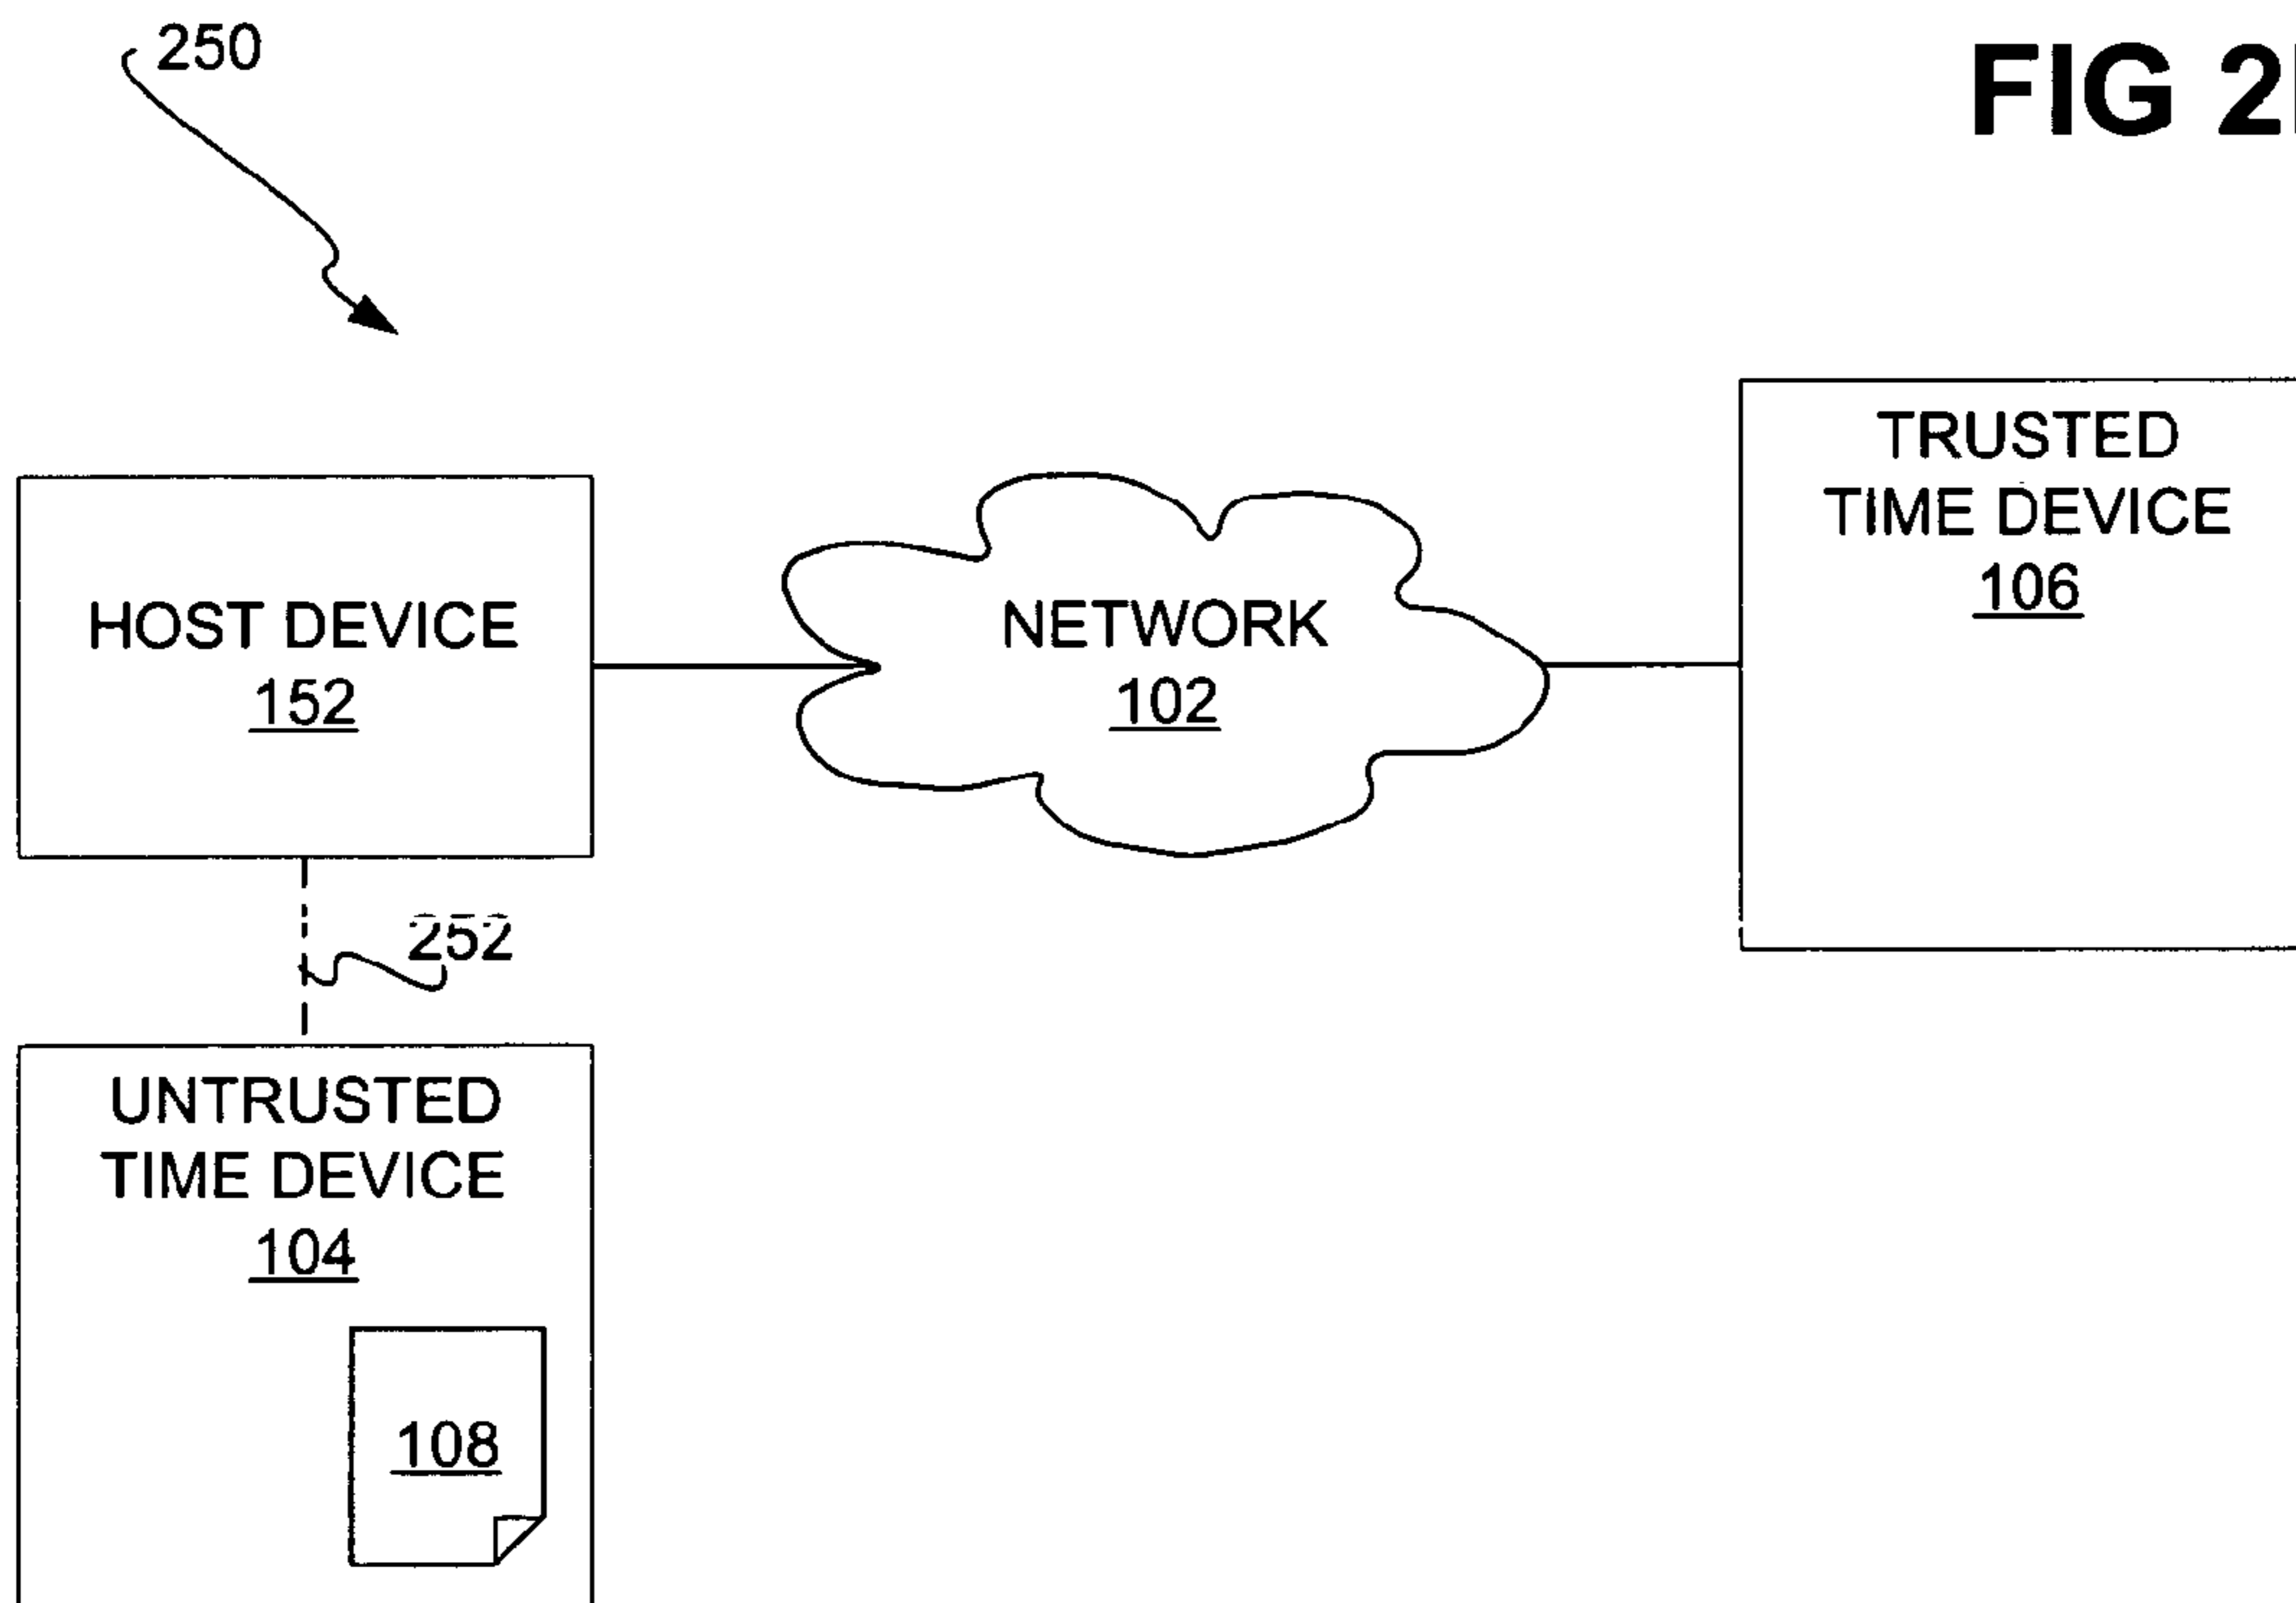 250
FIG 2
TRUSTED
TIME DEVICE
106
HOST DEVICE
152
NETWORK
102
252
UNTRUSTED
TIME DEVICE
104
108